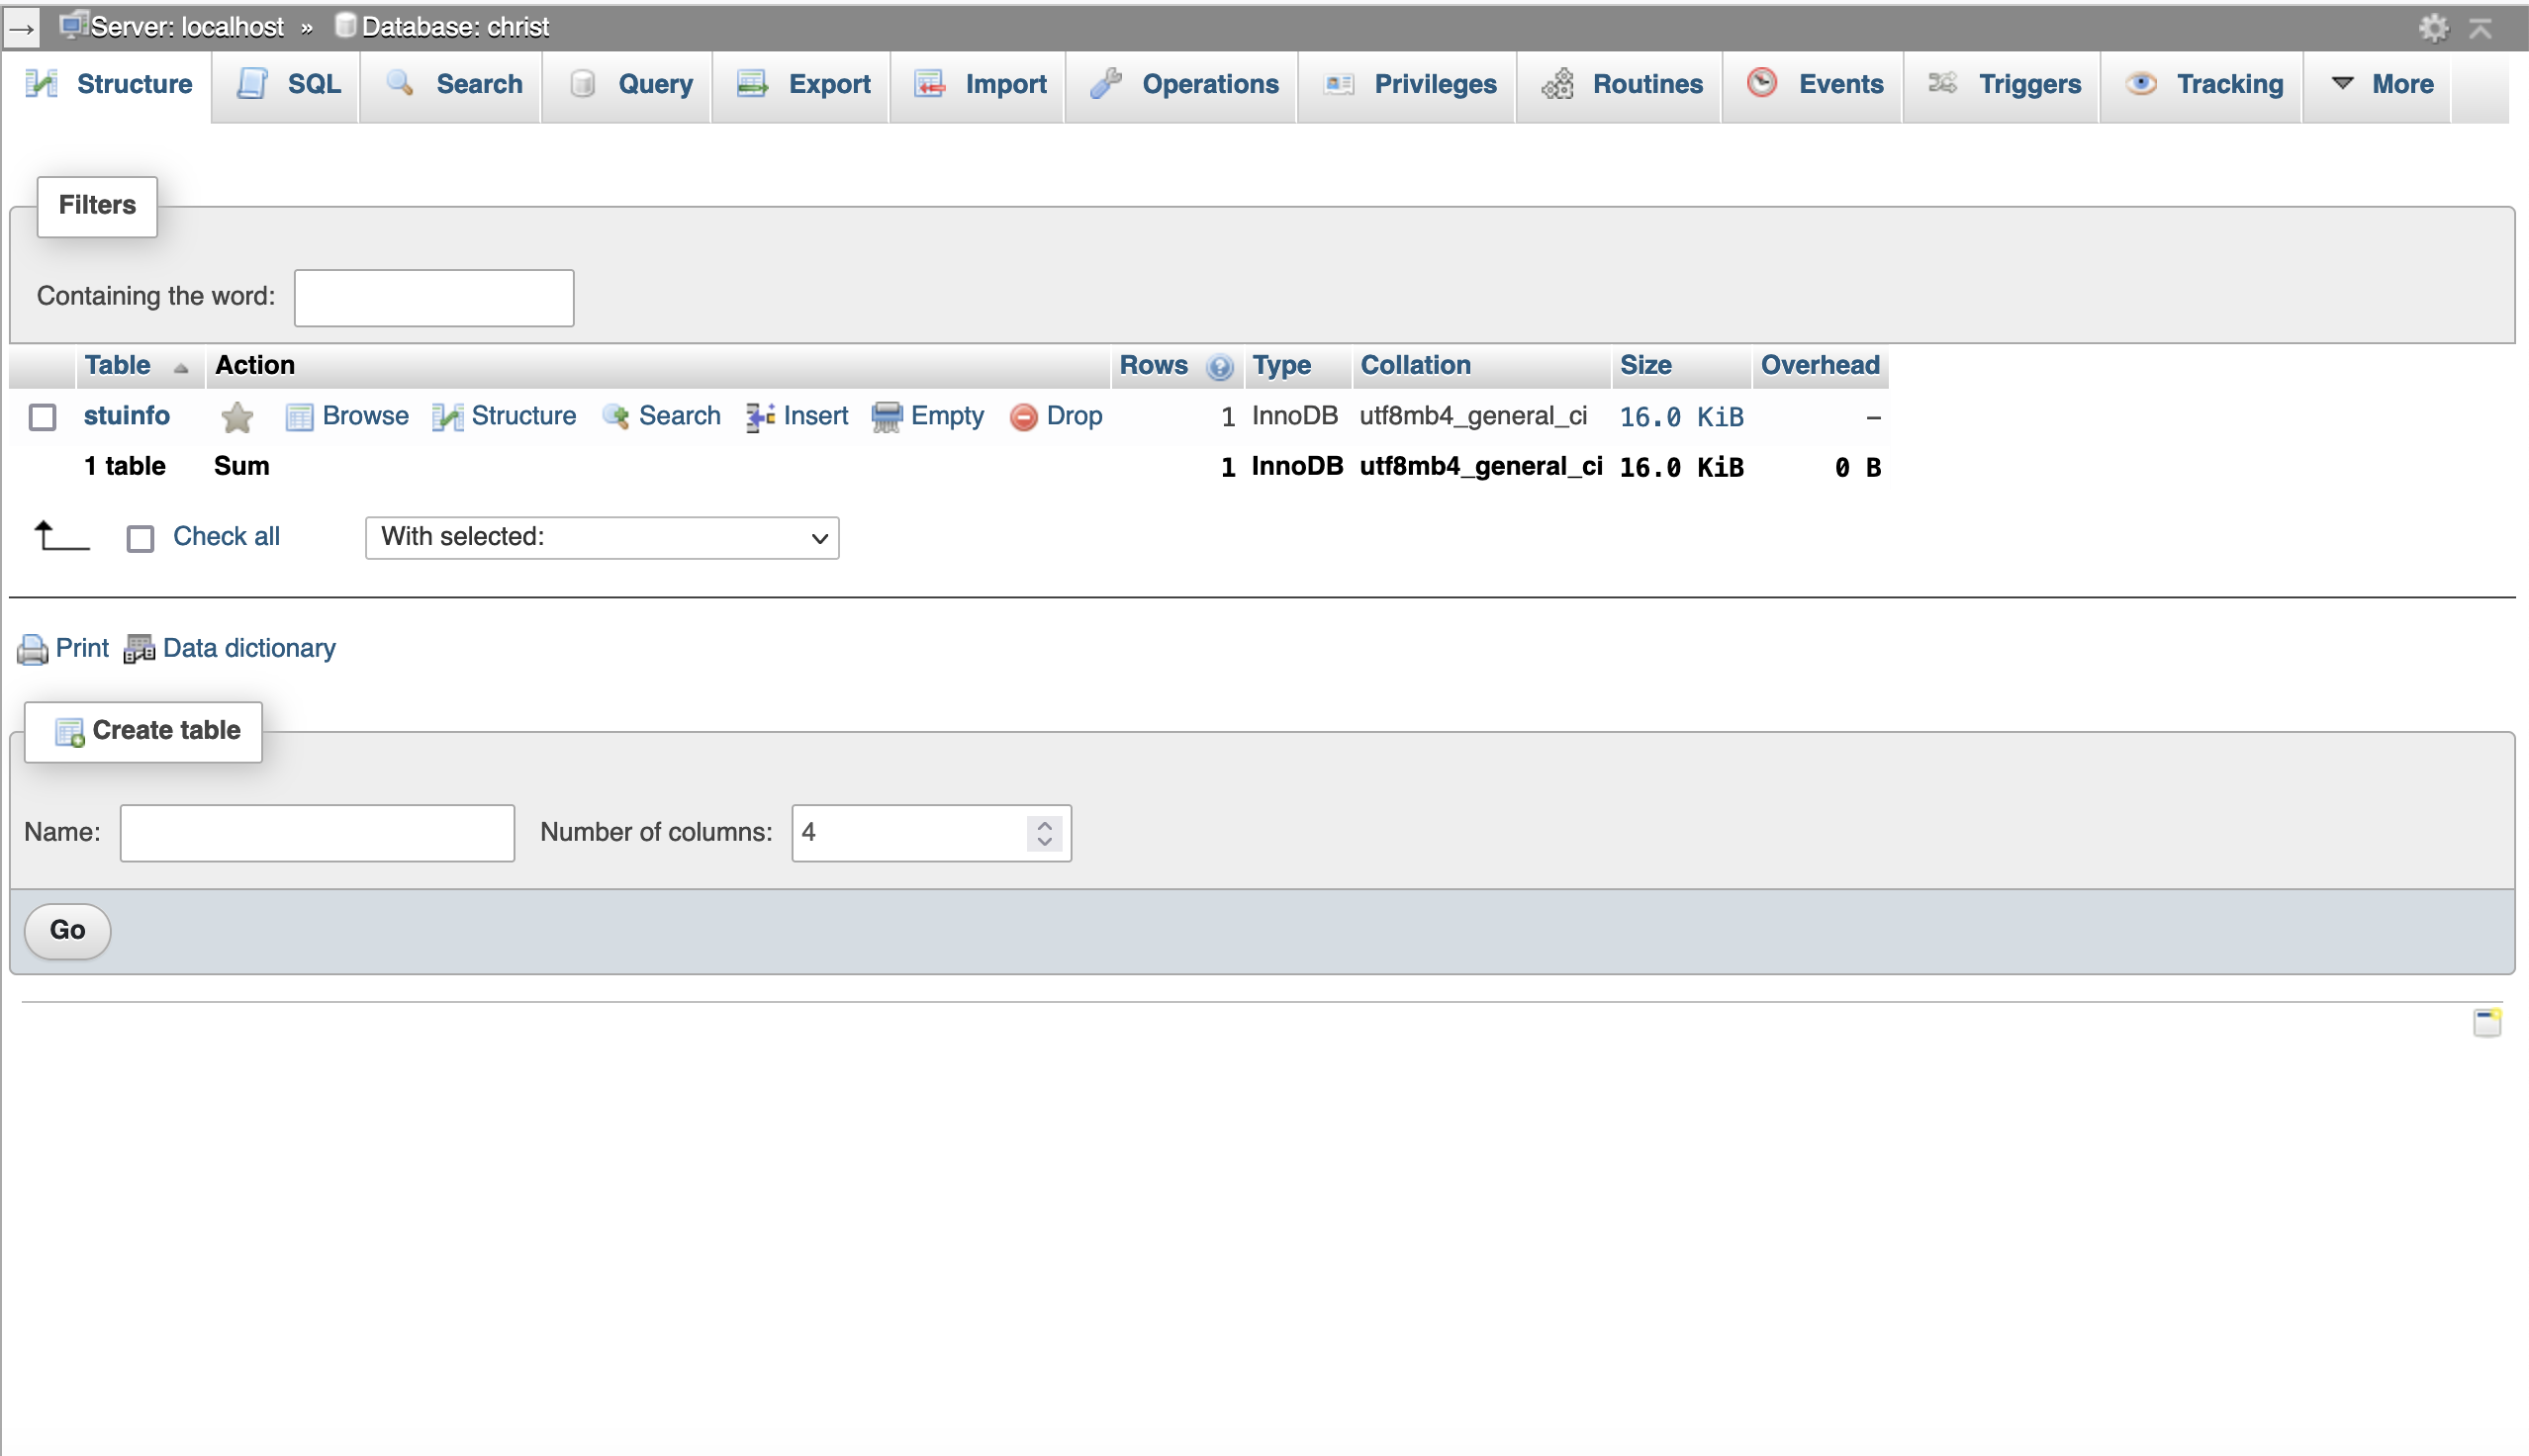 Server: localhost » Database: christ
Structure SQL Search Query Export Import Operations Privileges Routines Events Triggers Tracking More
Filters
Containing the word:
Table Action Rows Type Collation Size Overhead
stuinfo Browse Structure Search Insert Empty Drop 1 InnoDB utf8mb4_general_ci 16.0 KiB –
1 table Sum 1 InnoDB utf8mb4_general_ci 16.0 KiB 0 B
Check all With selected:
Print Data dictionary
Create table
Name: Number of columns: 4
Go